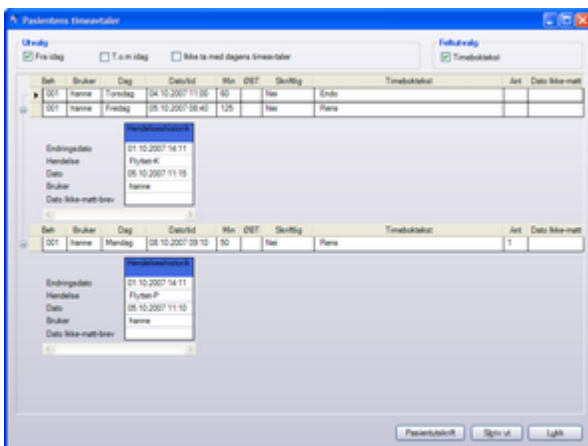 Pasientens timeavtaler
Utvalg
Feltutvalg
Fra idag
T.o.m idag
Ikke ta med dagens timeavtaler
Timeboktekst
Beh Bruker Dag Dato/tid Min ØBT Skriftlig Timeboktekst Ant Dato Ikke-møtt
001 hanne Torsdag 04.10.2007 11:00 60 Nei Endo
001 hanne Fredag 05.10.2007 08:40 125 Nei Rens
Hendelseshistorik
Endringsdato 01.10.2007 14:11
Hendelse Flyttet-K
Dato 05.10.2007 11:15
Bruker hanne
Dato Ikke-møtt-brev
Beh Bruker Dag Dato/tid Min ØBT Skriftlig Timeboktekst Ant Dato Ikke-møtt
001 hanne Mandag 08.10.2007 09:10 50 Nei Rens 1
Hendelseshistorik
Endringsdato 01.10.2007 14:11
Hendelse Flyttet-P
Dato 05.10.2007 11:10
Bruker hanne
Dato Ikke-møtt-brev
Pasientutskrift Skriv ut Lukk